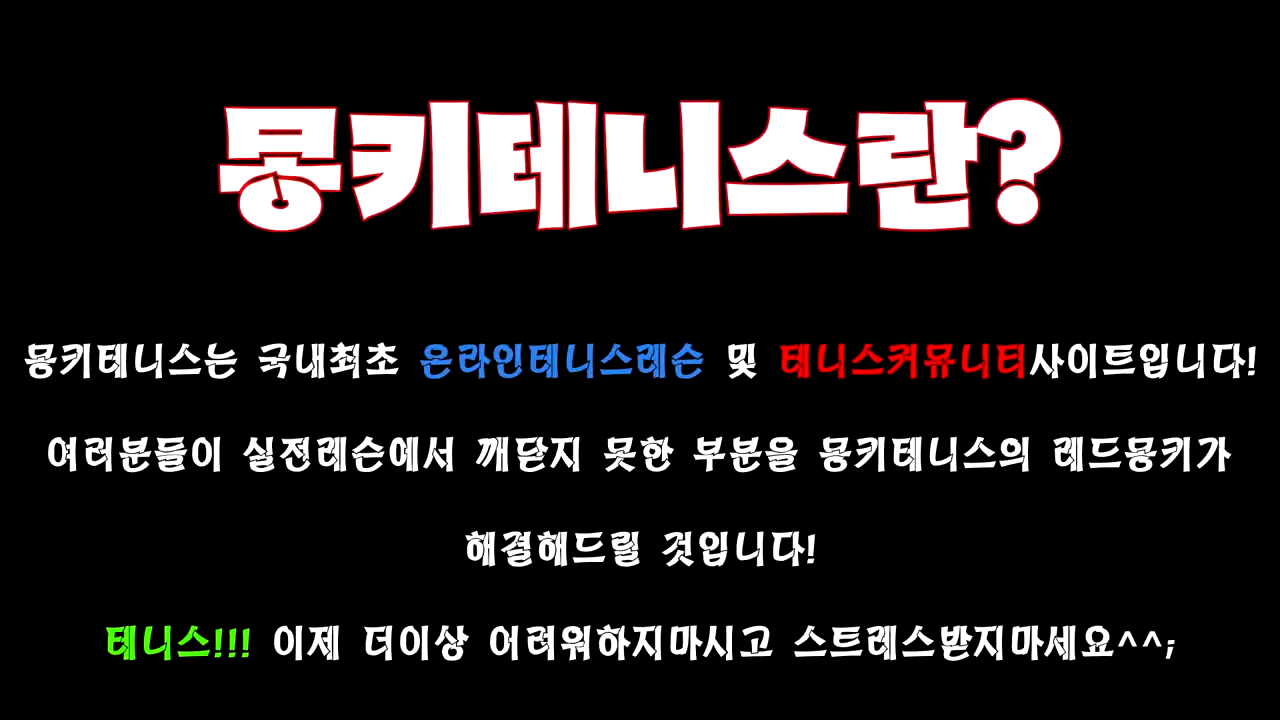 몽키테니스란?
몽키테니스는 국내최초 온라인테니스레슨 및 테니스커뮤니티사이트입니다!
여러분들이 실전레슨에서 깨닫지 못한 부분을 몽키테니스의 레드몽키가
해결해드릴 것입니다!
테니스!!! 이제 더이상 어려워하지마시고 스트레스받지마세요^^;